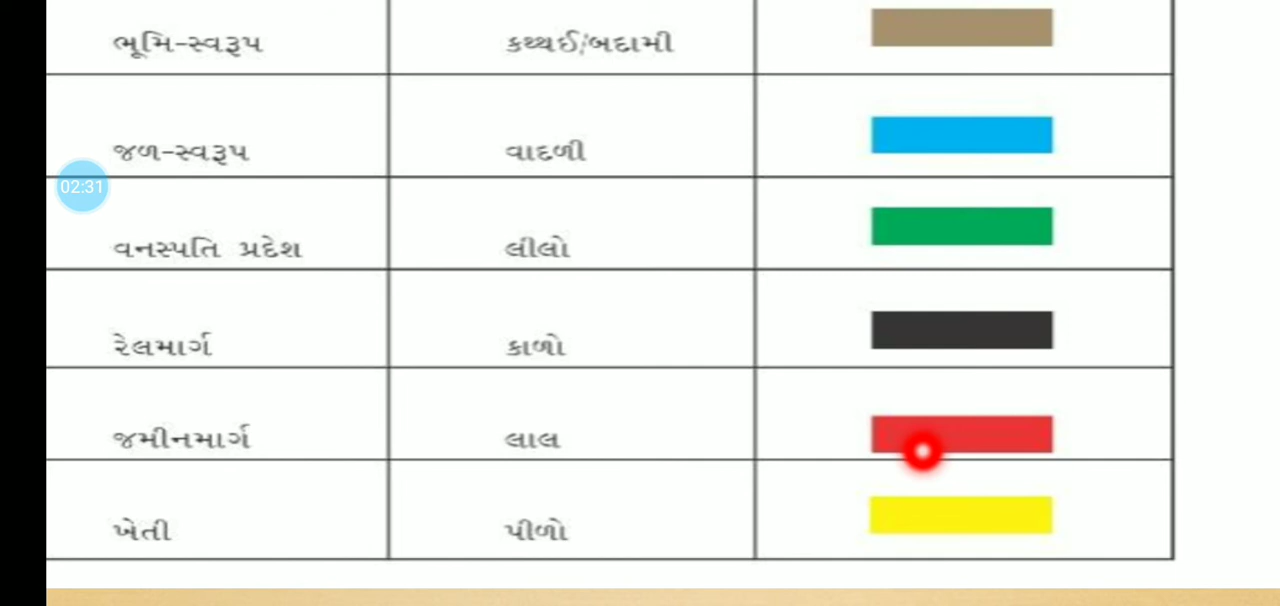 ભૂમિ-સ્વરૂપ કથ્થઈ/બદામી
જળ-સ્વરૂપ વાદળી
02:31
વનસ્પતિ પ્રદેશ લીલો
રેલમાર્ગ કાળો
જમીનમાર્ગ લાલ
ખેતી પીળો